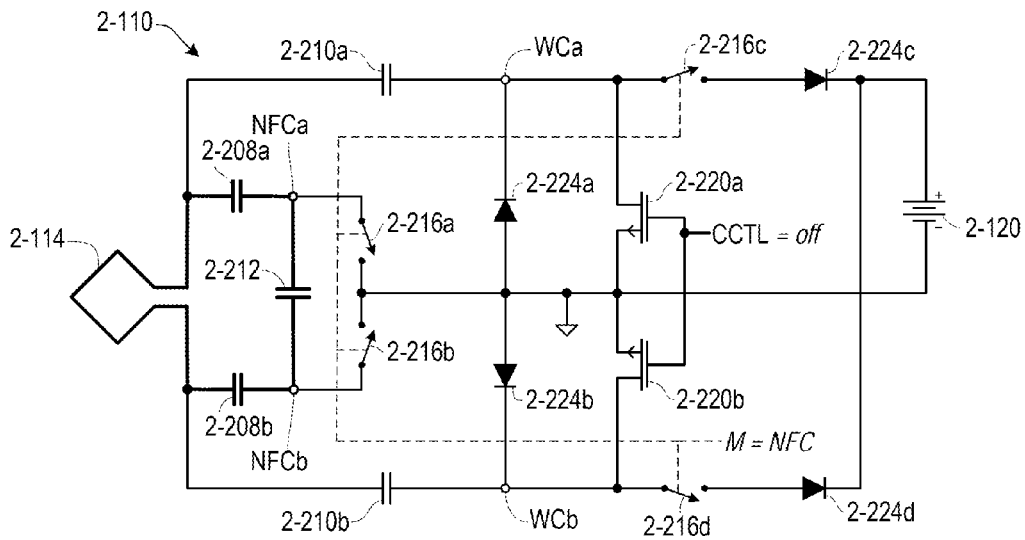 2-110
2-210a
WCa
2-216c
2-224c
NFCa
2-208a
2-224a
2-220a
2-216a
2-114
2-212
CCTL = off
2-120
+
-
2-216b
2-224b
2-220b
2-208b
NFCb
M = NFC
2-210b
WCb
2-216d
2-224d